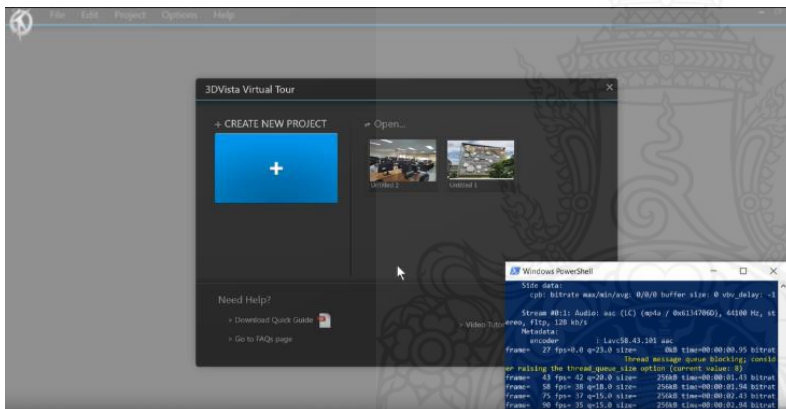 File Edit Project Options Help
3DVista Virtual Tour
+ CREATE NEW PROJECT
Open...
Untitled 2 Untitled 1
Need Help?
Download Quick Guide
Go to FAQs page
Video Tuto
Windows PowerShell
Side data:
cpb: bitrate max/min/avg: 0/0/0 buffer size: 0 vbv_delay: -1
Stream #0:1: Audio: aac (LC) (mp4a / 0x6134706D), 44100 Hz, st
ereo, fltp, 128 kb/s
Metadata:
encoder : Lavc58.43.101 aac
frame= 27 fps=0.0 q=23.0 size= 0kB time=00:00:00.95 bitrat
Thread message queue blocking; consid
er raising the thread_queue_size option (current value: 8)
frame= 43 fps= 42 q=20.0 size= 256kB time=00:00:01.43 bitrat
frame= 58 fps= 38 q=18.0 size= 256kB time=00:00:01.94 bitrat
frame= 75 fps= 37 q=15.0 size= 256kB time=00:00:02.43 bitrat
frame= 90 fps= 35 q=15.0 size= 256kB time=00:00:02.94 bitrat